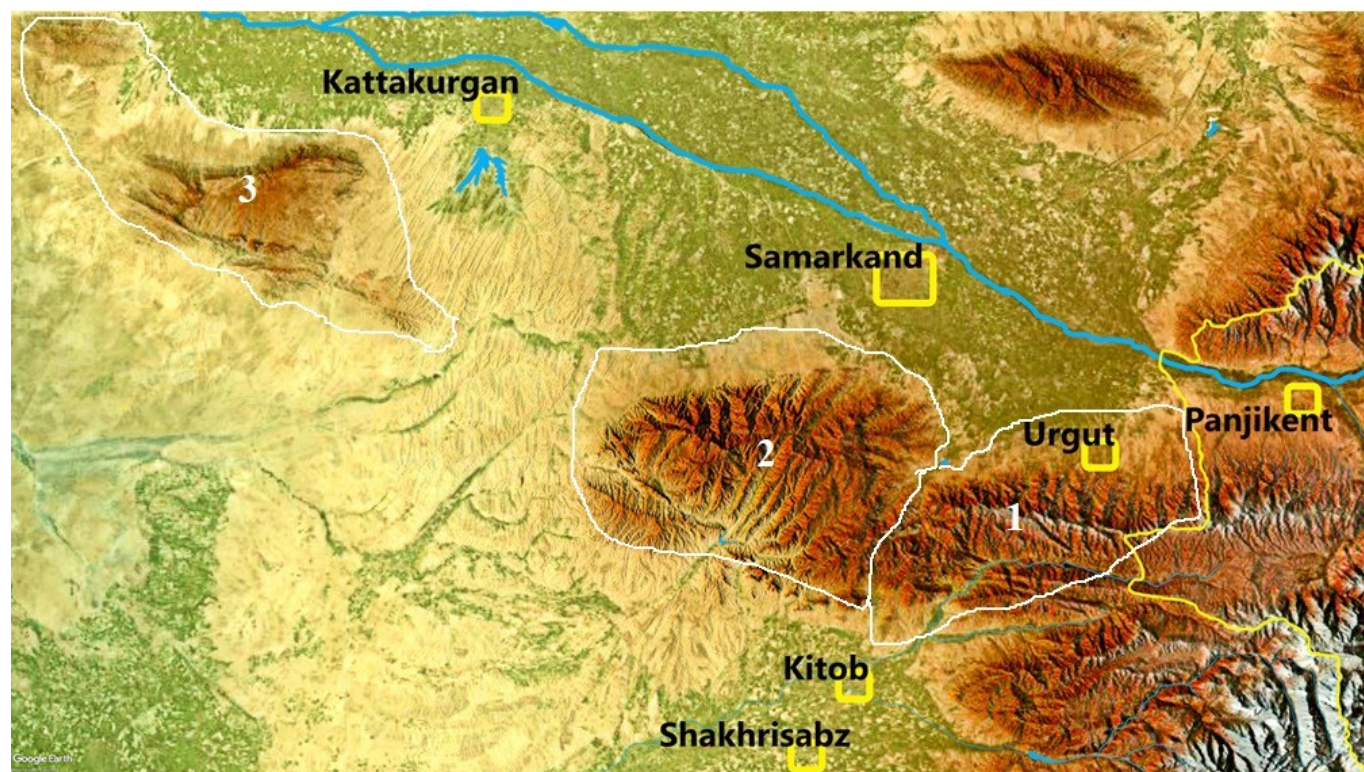 Kattakurgan
3
Samarkand
2
Urgut
Panjikent
1
Kitob
Shakhrisabz
Google Earth